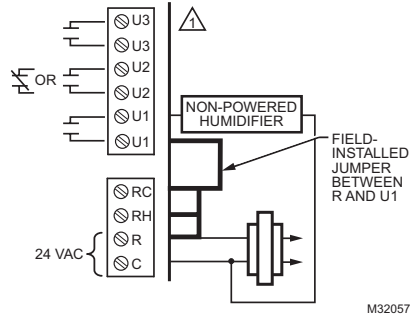 U3
1
U3
U2
OR
U2
U1
NON-POWERED
HUMIDIFIER
U1
FIELD-
INSTALLED
JUMPER
BETWEEN
R AND U1
RC
RH
R
24 VAC
C
M32057